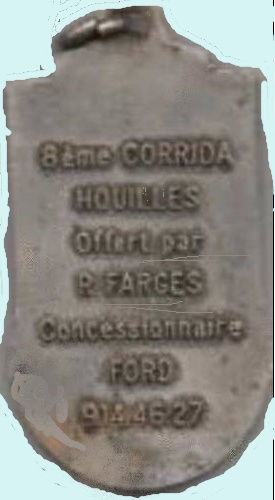 8ème CORRIDA
HOUILLES
Offert par
P. FARGES
Concessionnaire
FORD
914.46.27